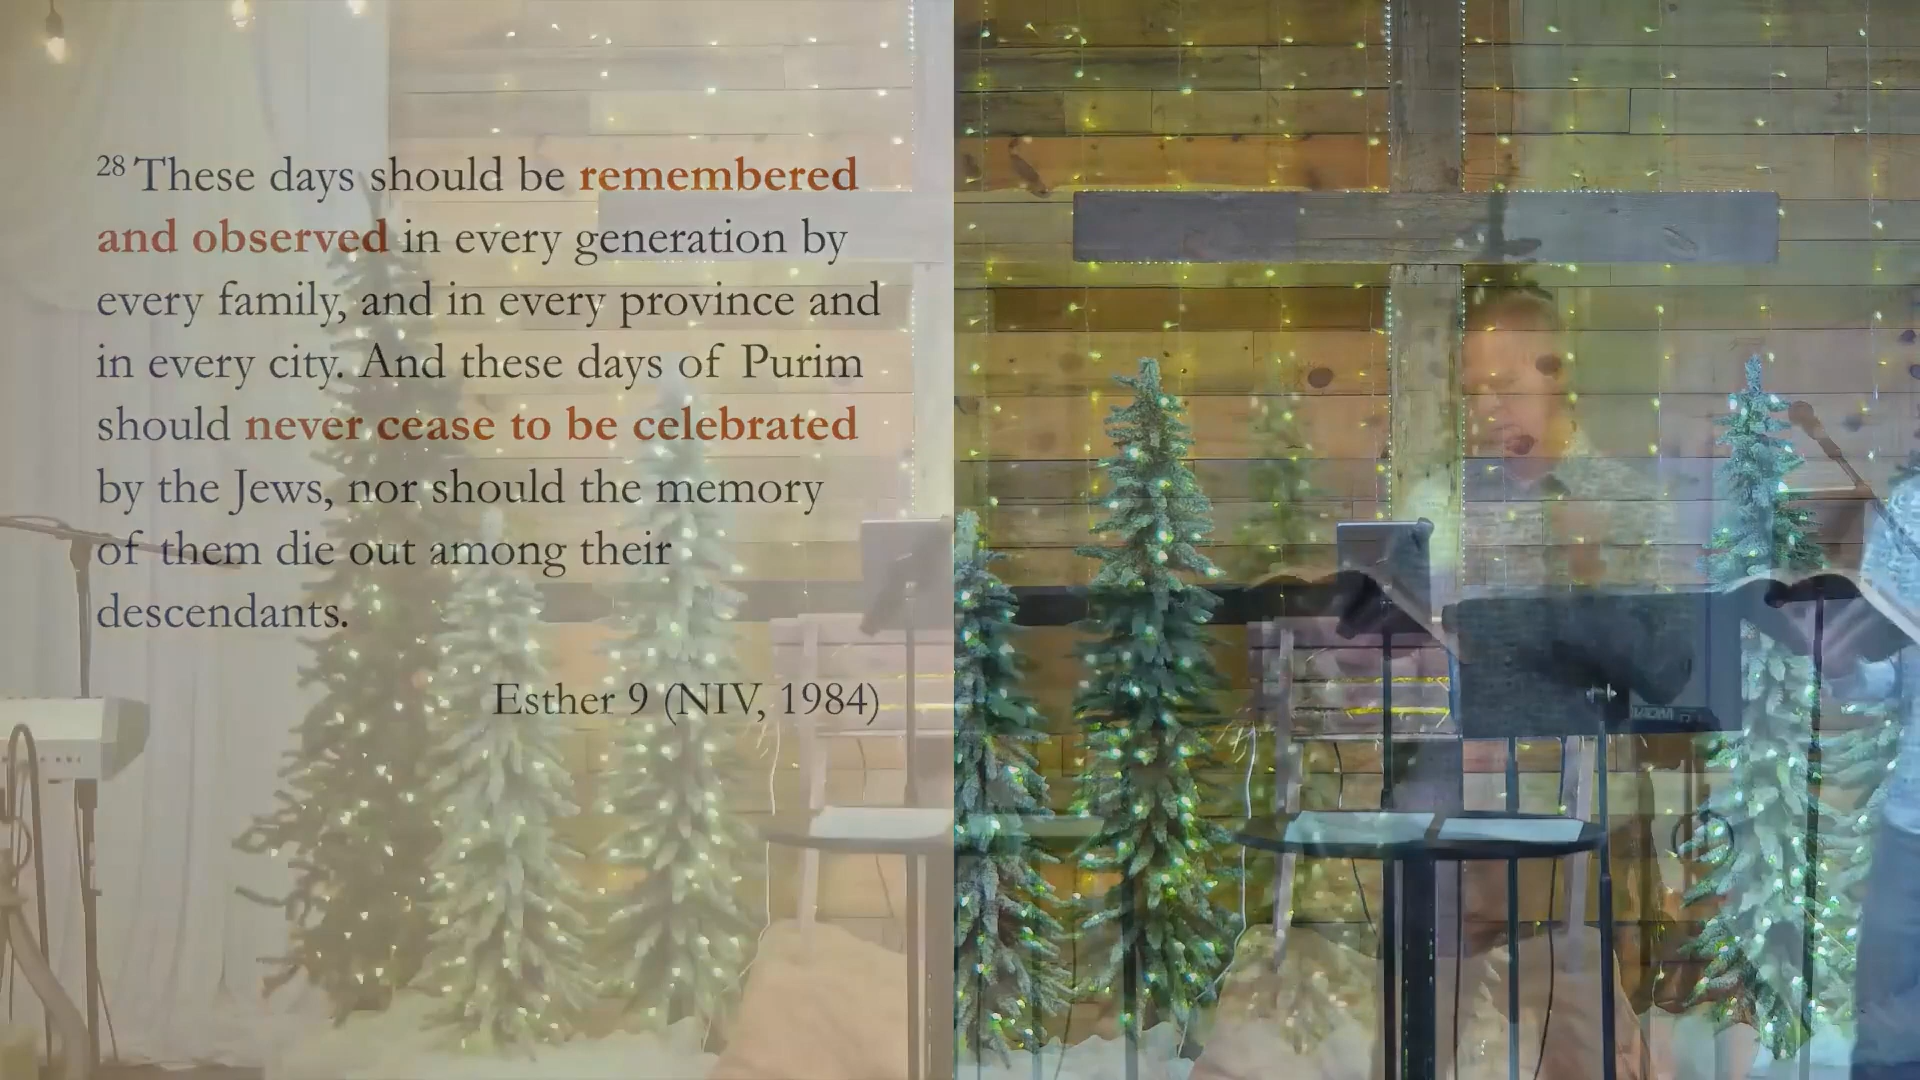 28 These days should be remembered
and observed in every generation by
every family, and in every province and
in every city. And these days of Purim
should never cease to be celebrated
by the Jews, nor should the memory
of them die out among their
descendants.
Esther 9 (NIV, 1984)